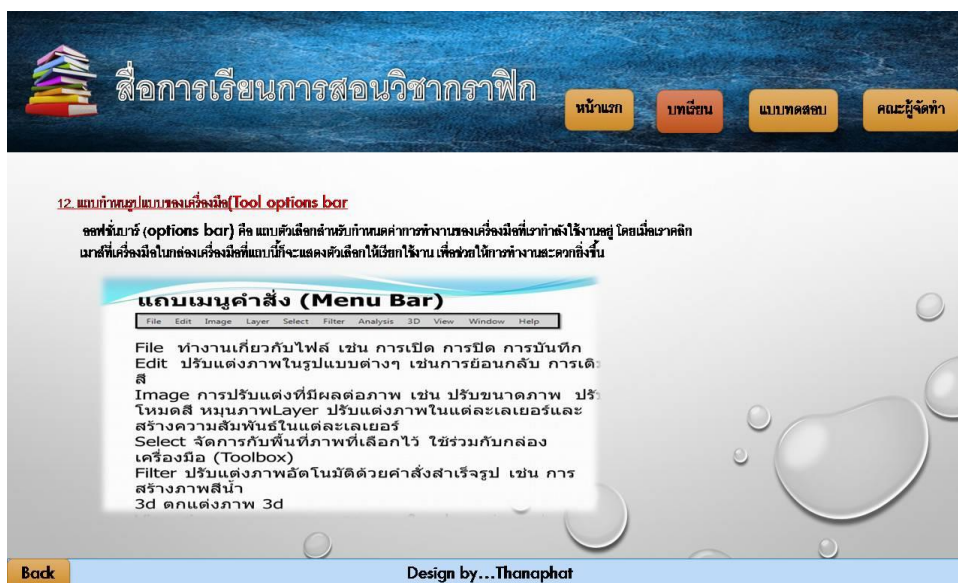 สื่อการเรียนการสอนวิชากราฟิก
หน้าแรก
บทเรียน
แบบทดสอบ
คณะผู้จัดทำ
12. แถบกำหนดรูปแบบของเครื่องมือ(Tool options bar
ออฟชั่นบาร์ (options bar) คือ แถบตัวเลือกสำหรับกำหนดค่าการทำงานของเครื่องมือที่เรากำลังใช้งานอยู่ โดยเมื่อเราคลิก
เมาส์ที่เครื่องมือในกล่องเครื่องมือที่แถบนี้ก็จะแสดงตัวเลือกให้เรียกใช้งาน เพื่อช่วยให้การทำงานสะดวกยิ่งขึ้น
แถบเมนูคำสั่ง (Menu Bar)
File Edit Image Layer Select Filter Analysis 3D View Window Help
File ทำงานเกี่ยวกับไฟล์ เช่น การเปิด การปิด การบันทึก
Edit ปรับแต่งภาพในรูปแบบต่างๆ เช่นการย้อนกลับ การเติ
สี
Image การปรับแต่งที่มีผลต่อภาพ เช่น ปรับขนาดภาพ ปรั
โหมดสี หมุนภาพLayer ปรับแต่งภาพในแต่ละเลเยอร์และ
สร้างความสัมพันธ์ในแต่ละเลเยอร์
Select จัดการกับพื้นที่ภาพที่เลือกไว้ ใช้ร่วมกับกล่อง
เครื่องมือ (Toolbox)
Filter ปรับแต่งภาพอัตโนมัติด้วยคำสั่งสำเร็จรูป เช่น การ
สร้างภาพสีน้ำ
3d ตกแต่งภาพ 3d
Back
Design by...Thanaphat